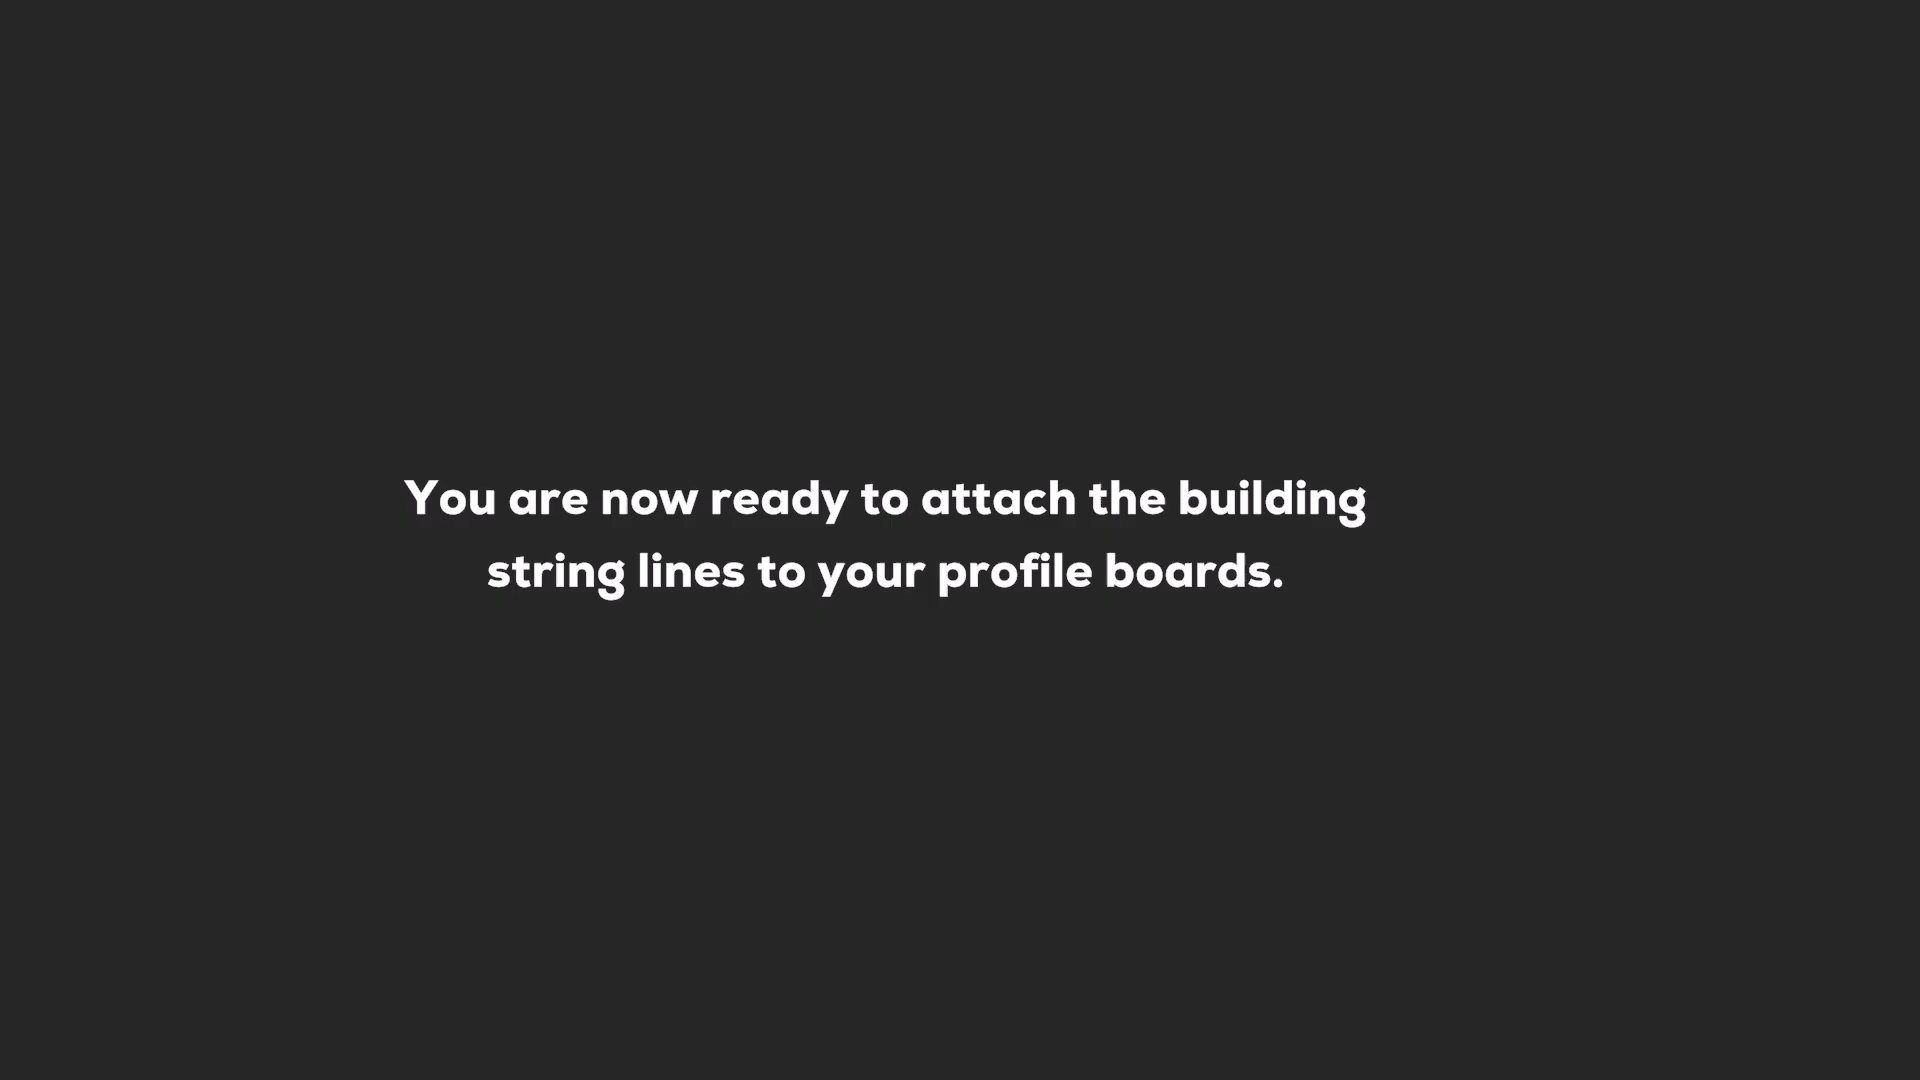 You are now ready to attach the building
string lines to your profile boards.